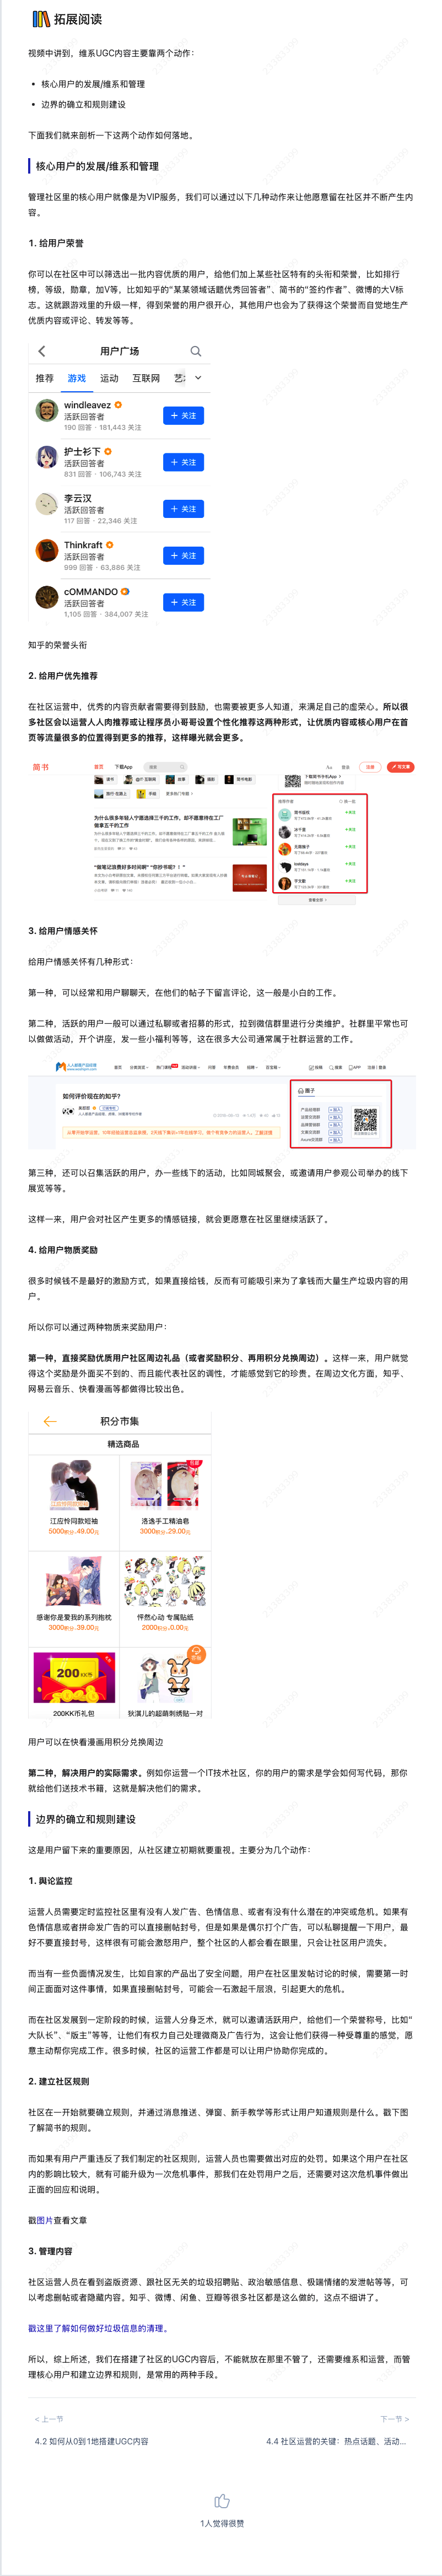 拓展阅读
视频中讲到，维系UGC内容主要靠两个动作：
核心用户的发展/维系和管理
边界的确立和规则建设
下面我们就来剖析一下这两个动作如何落地。
核心用户的发展/维系和管理
管理社区里的核心用户就像是为VIP服务，我们可以通过以下几种动作来让他愿意留在社区并不断产生内
容。
1. 给用户荣誉
你可以在社区中可以筛选出一批内容优质的用户，给他们加上某些社区特有的头衔和荣誉，比如排行
榜，等级，勋章，加V等，比如知乎的“某某领域话题优秀回答者”、简书的“签约作者”、微博的大V标
志。这就跟游戏里的升级一样，得到荣誉的用户很开心，其他用户也会为了获得这个荣誉而自觉地生产
优质内容或评论、转发等等。
用户广场
推荐 游戏 运动 互联网 艺
windleavez
活跃回答者
190 回答 · 181,443 关注
+ 关注
护士衫下
活跃回答者
831 回答 · 106,743 关注
+ 关注
李云汉
活跃回答者
117 回答 · 22,346 关注
+ 关注
Thinkraft
活跃回答者
999 回答 · 63,886 关注
+ 关注
cOMMANDO
活跃回答者
1,105 回答 · 384,007 关注
+ 关注
知乎的荣誉头衔
2. 给用户优先推荐
在社区运营中，优秀的内容贡献者需要得到鼓励，也需要被更多人知道，来满足自己的虚荣心。所以很
多社区会以运营人人肉推荐或让程序员小哥哥设置个性化推荐这两种形式，让优质内容或核心用户在首
页等流量很多的位置得到更多的推荐，这样曝光就会更多。
简书 首页 下载App 搜索 Aa 登录 注册 写文章
为什么很多年轻人宁愿选择三千的工作，却不愿意待在工厂
拿高五千的工作
“做笔记浪费好多时间啊” “你抄书呢？！”
3. 给用户情感关怀
给用户情感关怀有几种形式：
第一种，可以经常和用户聊聊天，在他们的帖子下留言评论，这一般是小白的工作。
第二种，活跃的用户一般可以通过私聊或者招募的形式，拉到微信群里进行分类维护。社群里平常也可
以做做活动，开个讲座，发一些小福利等等，这在很多大公司通常属于社群运营的工作。
如何评价现在的知乎？
圈子
第三种，还可以召集活跃的用户，办一些线下的活动，比如同城聚会，或邀请用户参观公司举办的线下
展览等等。
这样一来，用户会对社区产生更多的情感链接，就会更愿意在社区里继续活跃了。
4. 给用户物质奖励
很多时候钱不是最好的激励方式，如果直接给钱，反而有可能吸引来为了拿钱而大量生产垃圾内容的用
户。
所以你可以通过两种物质来奖励用户：
第一种，直接奖励优质用户社区周边礼品（或者奖励积分、再用积分兑换周边）。这样一来，用户就觉
得这个奖励是外面买不到的、而且能代表社区的调性，才能感觉到它的珍贵。在周边文化方面，知乎、
网易云音乐、快看漫画等都做得比较出色。
积分市集
精选商品
江应怜同款短袖
5000积分+49.00元
洛逸手工精油皂
3000积分+29.00元
感谢你是爱我的系列抱枕
3000积分+39.00元
怦然心动 专属贴纸
2000积分+0.00元
200 KK币
200KK币礼包
狄淇儿的超萌刺绣贴一对
用户可以在快看漫画用积分兑换周边
第二种，解决用户的实际需求。例如你运营一个IT技术社区，你的用户的需求是学会如何写代码，那你
就给他们送技术书籍，这就是解决他们的需求。
边界的确立和规则建设
这是用户留下来的重要原因，从社区建立初期就要重视。主要分为几个动作：
1. 舆论监控
运营人员需要定时监控社区里有没有人发广告、色情信息、或者有没有什么潜在的冲突或危机。如果有
色情信息或者拼命发广告的可以直接删帖封号，但是如果是偶尔打个广告，可以私聊提醒一下用户，最
好不要直接封号，这样很有可能会激怒用户，整个社区的人都会看在眼里，只会让社区用户流失。
而当有一些负面情况发生，比如自家的产品出了安全问题，用户在社区里发帖讨论的时候，需要第一时
间正面面对这件事情，如果直接删帖封号，可能会一石激起千层浪，引起更大的危机。
而在社区发展到一定阶段的时候，运营人分身乏术，就可以邀请活跃用户，给他们一个荣誉称号，比如“
大队长”、“版主”等等，让他们有权力自己处理微商及广告行为，这会让他们获得一种受尊重的感觉，愿
意主动帮你完成工作。很多时候，社区的运营工作都是可以让用户协助你完成的。
2. 建立社区规则
社区在一开始就要确立规则，并通过消息推送、弹窗、新手教学等形式让用户知道规则是什么。戳下图
了解简书的规则。
而如果有用户严重违反了我们制定的社区规则，运营人员也需要做出对应的处罚。如果这个用户在社区
内的影响比较大，就有可能升级为一次危机事件，那我们在处罚用户之后，还需要对这次危机事件做出
正面的回应和说明。
戳图片查看文章
3. 管理内容
社区运营人员在看到盗版资源、跟社区无关的垃圾招聘贴、政治敏感信息、极端情绪的发泄帖等等，可
以考虑删帖或者隐藏内容。知乎、微博、闲鱼、豆瓣等很多社区都是这么做的，这点不细讲了。
戳这里了解如何做好垃圾信息的清理。
所以，综上所述，我们在搭建了社区的UGC内容后，不能就放在那里不管了，还需要维系和运营，而管
理核心用户和建立边界和规则，是常用的两种手段。
< 上一节 下一节 >
4.2 如何从0到1地搭建UGC内容 4.4 社区运营的关键：热点话题、活动...
1人觉得很赞